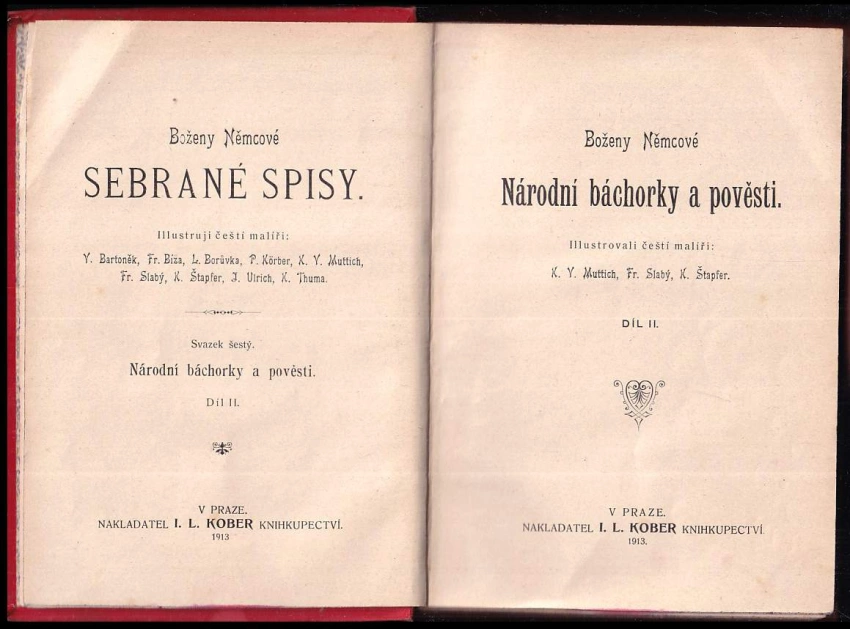 Boženy Němcové
SEBRANÉ SPISY.
Illustrují čeští malíři:
V. Bartoněk, Fr. Bíza, L. Borůvka, P. Körber, K. V. Muttich,
Fr. Slabý, K. Štapfer, J. Ulrich, K. Thuma.
Svazek šestý.
Národní báchorky a pověsti.
Díl II.
V PRAZE.
NAKLADATEL I. L. KOBER KNIHKUPECTVÍ.
1913
Boženy Němcové
Národní báchorky a pověsti.
Illustrovali čeští malíři:
K. V. Muttich, Fr. Slabý, K. Štapfer.
DÍL II.
V PRAZE.
NAKLADATEL I. L. KOBER KNIHKUPECTVÍ
1913.